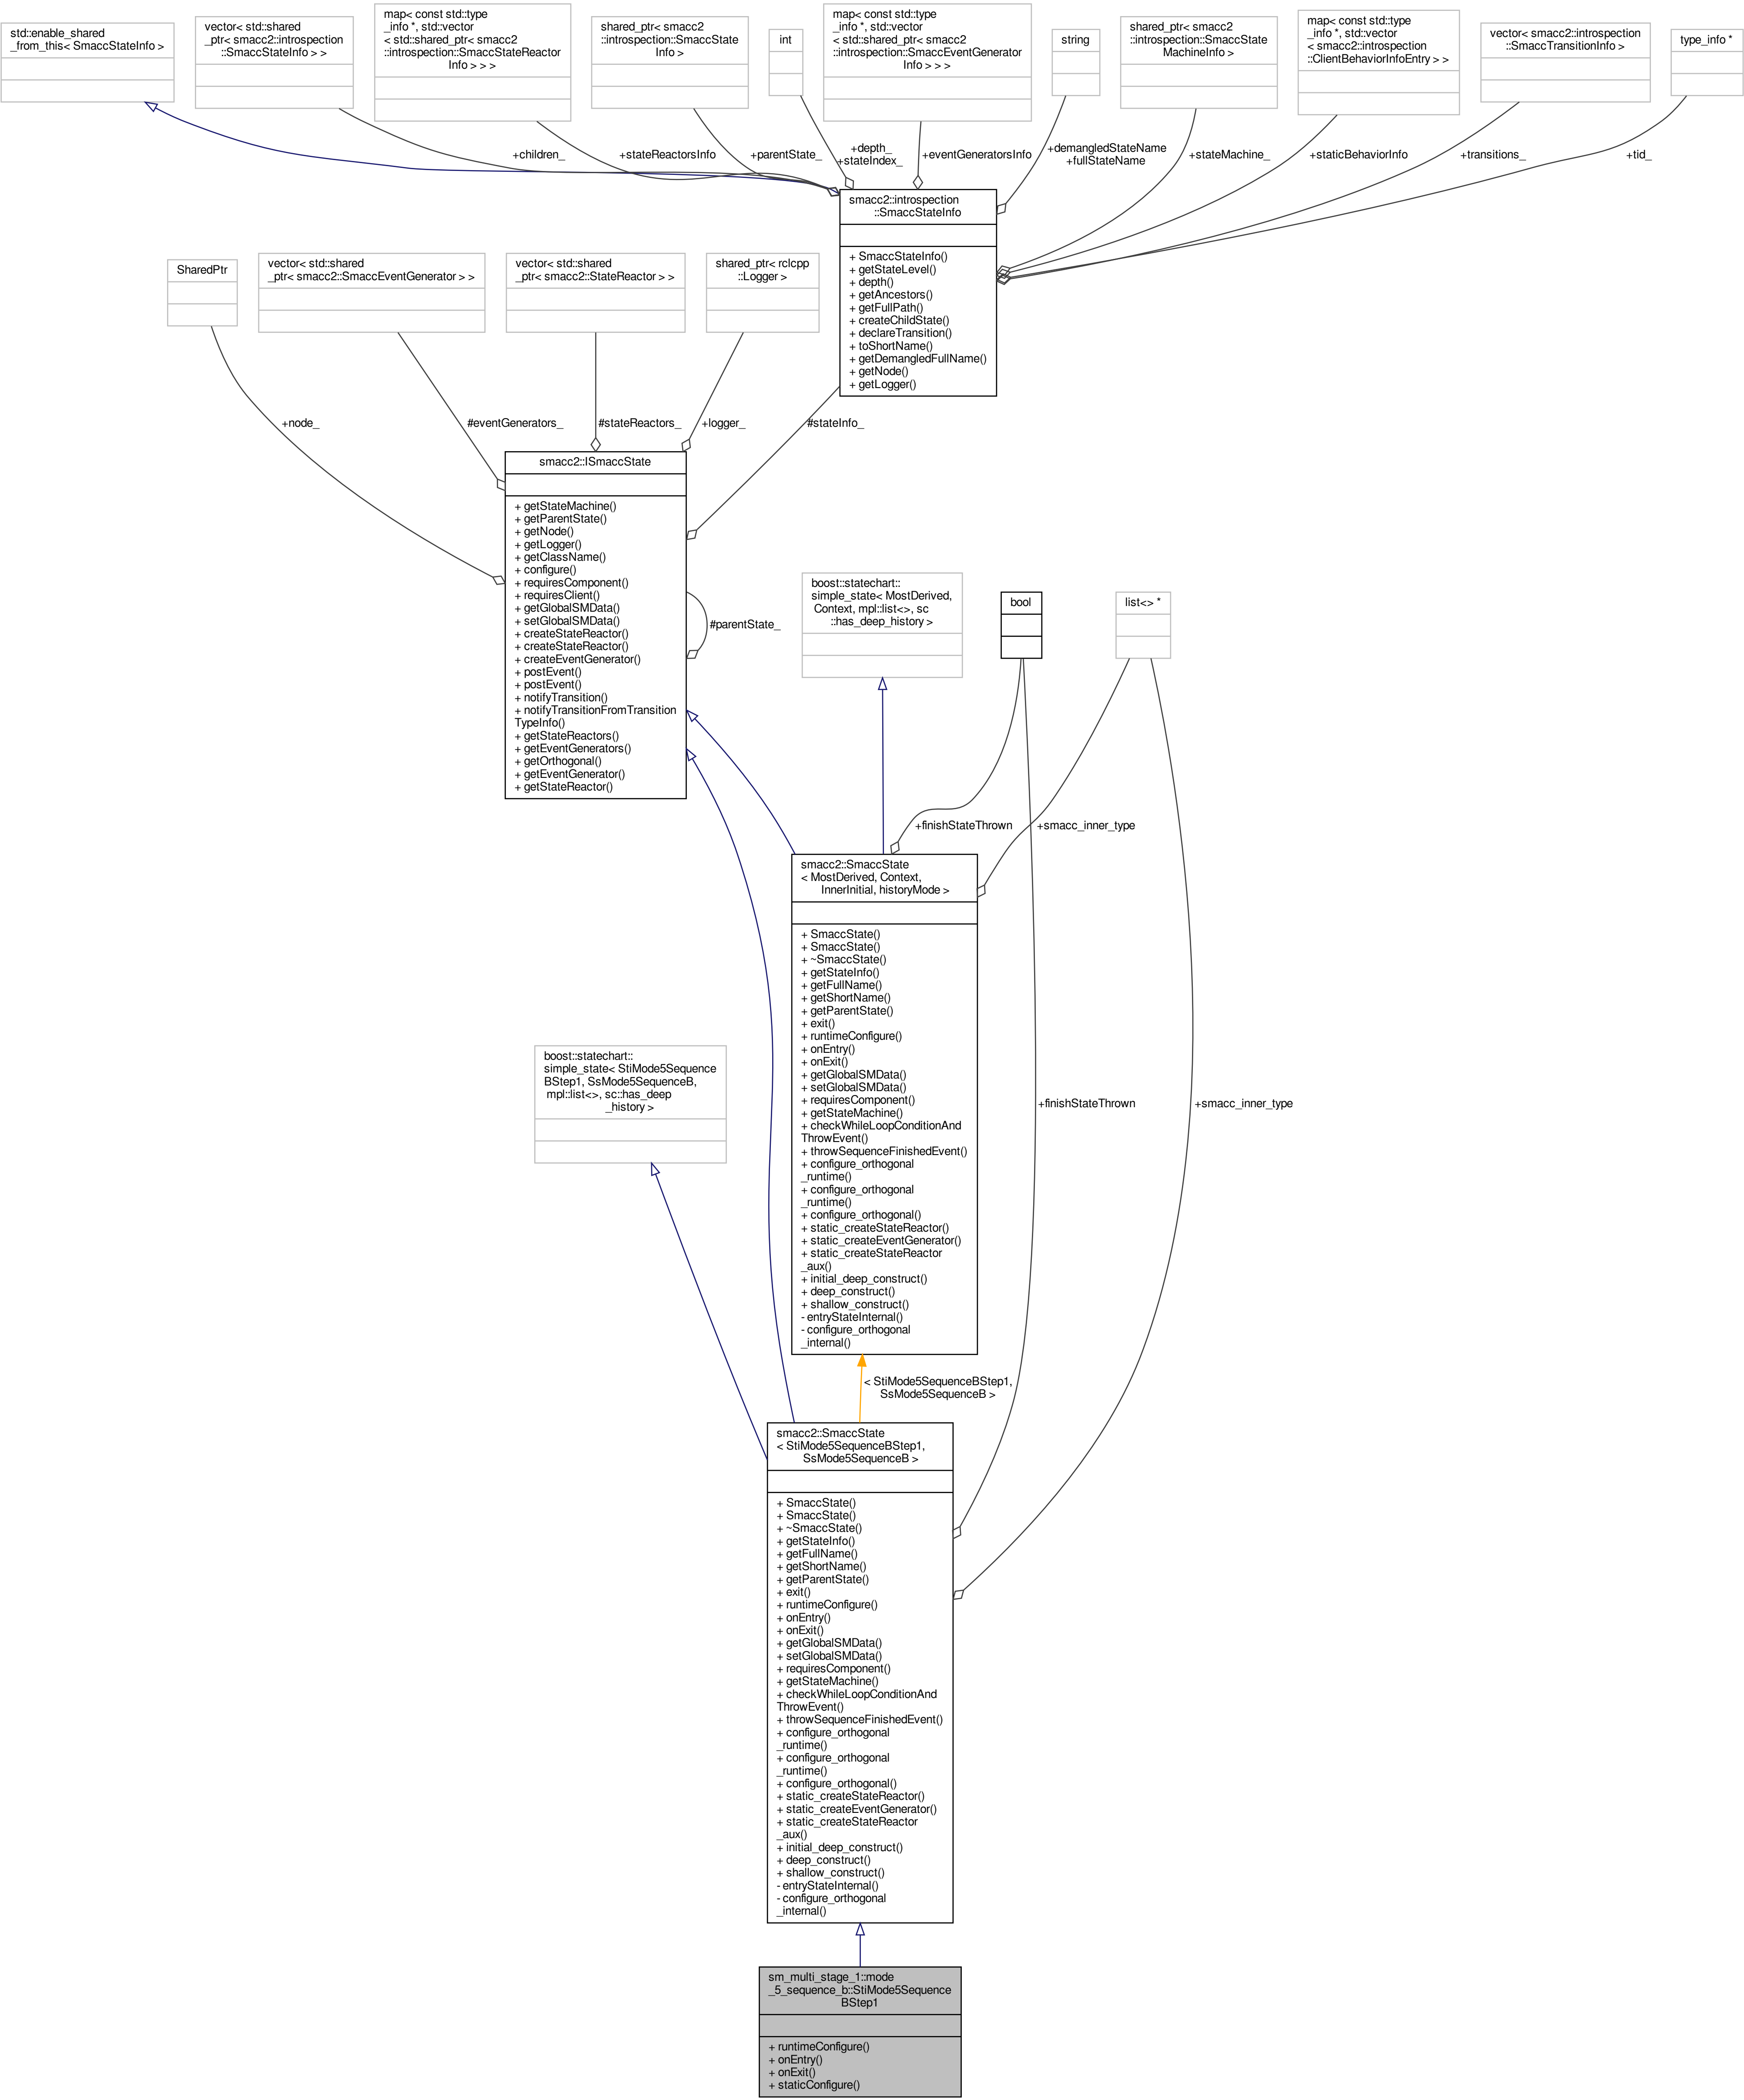 std::enable_shared
_from_this< SmaccStateInfo >
vector< std::shared
_ptr< smacc2::introspection
::SmaccStateInfo > >
map< const std::type
_info *, std::vector
< std::shared_ptr< smacc2
::introspection::SmaccStateReactor
Info > > >
shared_ptr< smacc2
::introspection::SmaccState
Info >
int
map< const std::type
_info *, std::vector
< std::shared_ptr< smacc2
::introspection::SmaccEventGenerator
Info > > >
string
shared_ptr< smacc2
::introspection::SmaccState
MachineInfo >
map< const std::type
_info *, std::vector
< smacc2::introspection
::ClientBehaviorInfoEntry > >
vector< smacc2::introspection
::SmaccTransitionInfo >
type_info *
+children_
+stateReactorsInfo
+parentState_
+depth_
+stateIndex_
+eventGeneratorsInfo
+demangledStateName
+fullStateName
+stateMachine_
+staticBehaviorInfo
+transitions_
+tid_
smacc2::introspection
::SmaccStateInfo
+ SmaccStateInfo()
+ getStateLevel()
+ depth()
+ getAncestors()
+ getFullPath()
+ createChildState()
+ declareTransition()
+ toShortName()
+ getDemangledFullName()
+ getNode()
+ getLogger()
SharedPtr
vector< std::shared
_ptr< smacc2::SmaccEventGenerator > >
vector< std::shared
_ptr< smacc2::StateReactor > >
shared_ptr< rclcpp
::Logger >
+node_
#eventGenerators_
#stateReactors_
+logger_
#stateInfo_
smacc2::ISmaccState
+ getStateMachine()
+ getParentState()
+ getNode()
+ getLogger()
+ getClassName()
+ configure()
+ requiresComponent()
+ requiresClient()
+ getGlobalSMData()
+ setGlobalSMData()
+ createStateReactor()
+ createStateReactor()
+ createEventGenerator()
+ postEvent()
+ postEvent()
+ notifyTransition()
+ notifyTransitionFromTransition
TypeInfo()
+ getStateReactors()
+ getEventGenerators()
+ getOrthogonal()
+ getEventGenerator()
+ getStateReactor()
#parentState_
boost::statechart::
simple_state< MostDerived,
Context, mpl::list<>, sc
::has_deep_history >
bool
list<> *
+finishStateThrown
+smacc_inner_type
smacc2::SmaccState
< MostDerived, Context,
InnerInitial, historyMode >
+ SmaccState()
+ SmaccState()
+ ~SmaccState()
+ getStateInfo()
+ getFullName()
+ getShortName()
+ getParentState()
+ exit()
+ runtimeConfigure()
+ onEntry()
+ onExit()
+ getGlobalSMData()
+ setGlobalSMData()
+ requiresComponent()
+ getStateMachine()
+ checkWhileLoopConditionAnd
ThrowEvent()
+ throwSequenceFinishedEvent()
+ configure_orthogonal
_runtime()
+ configure_orthogonal
_runtime()
+ configure_orthogonal()
+ static_createStateReactor()
+ static_createEventGenerator()
+ static_createStateReactor
_aux()
+ initial_deep_construct()
+ deep_construct()
+ shallow_construct()
- entryStateInternal()
- configure_orthogonal
_internal()
boost::statechart::
simple_state< StiMode5Sequence
BStep1, SsMode5SequenceB,
mpl::list<>, sc::has_deep
_history >
+finishStateThrown
+smacc_inner_type
< StiMode5SequenceBStep1,
SsMode5SequenceB >
smacc2::SmaccState
< StiMode5SequenceBStep1,
SsMode5SequenceB >
+ SmaccState()
+ SmaccState()
+ ~SmaccState()
+ getStateInfo()
+ getFullName()
+ getShortName()
+ getParentState()
+ exit()
+ runtimeConfigure()
+ onEntry()
+ onExit()
+ getGlobalSMData()
+ setGlobalSMData()
+ requiresComponent()
+ getStateMachine()
+ checkWhileLoopConditionAnd
ThrowEvent()
+ throwSequenceFinishedEvent()
+ configure_orthogonal
_runtime()
+ configure_orthogonal
_runtime()
+ configure_orthogonal()
+ static_createStateReactor()
+ static_createEventGenerator()
+ static_createStateReactor
_aux()
+ initial_deep_construct()
+ deep_construct()
+ shallow_construct()
- entryStateInternal()
- configure_orthogonal
_internal()
sm_multi_stage_1::mode
_5_sequence_b::StiMode5Sequence
BStep1
+ runtimeConfigure()
+ onEntry()
+ onExit()
+ staticConfigure()